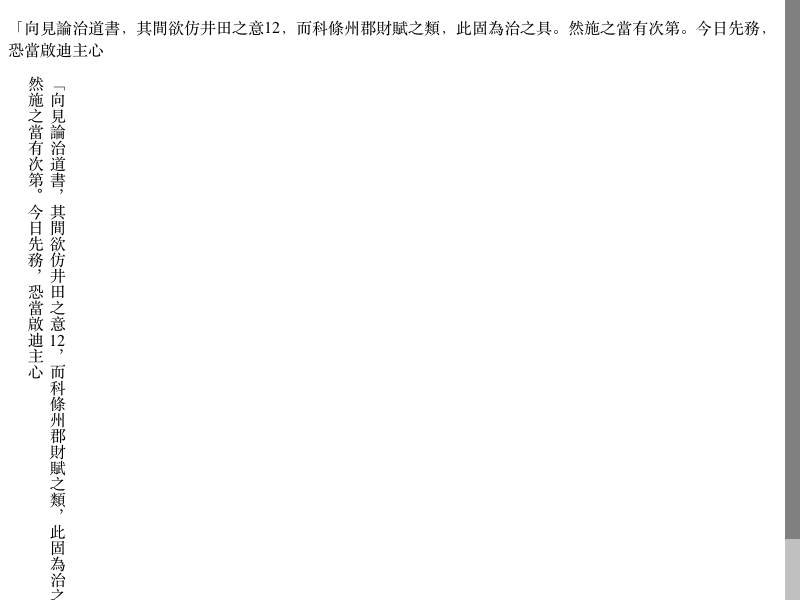 「向見論治道書，其間欲仿井田之意12，而科條州郡財賦之類，此固為治之具。然施之當有次第。今日先務，
恐當啟迪主心
「向見論治道書，其間欲仿井田之意12，而科條州郡財賦之類，此固為治之
然施之當有次第。今日先務，恐當啟迪主心